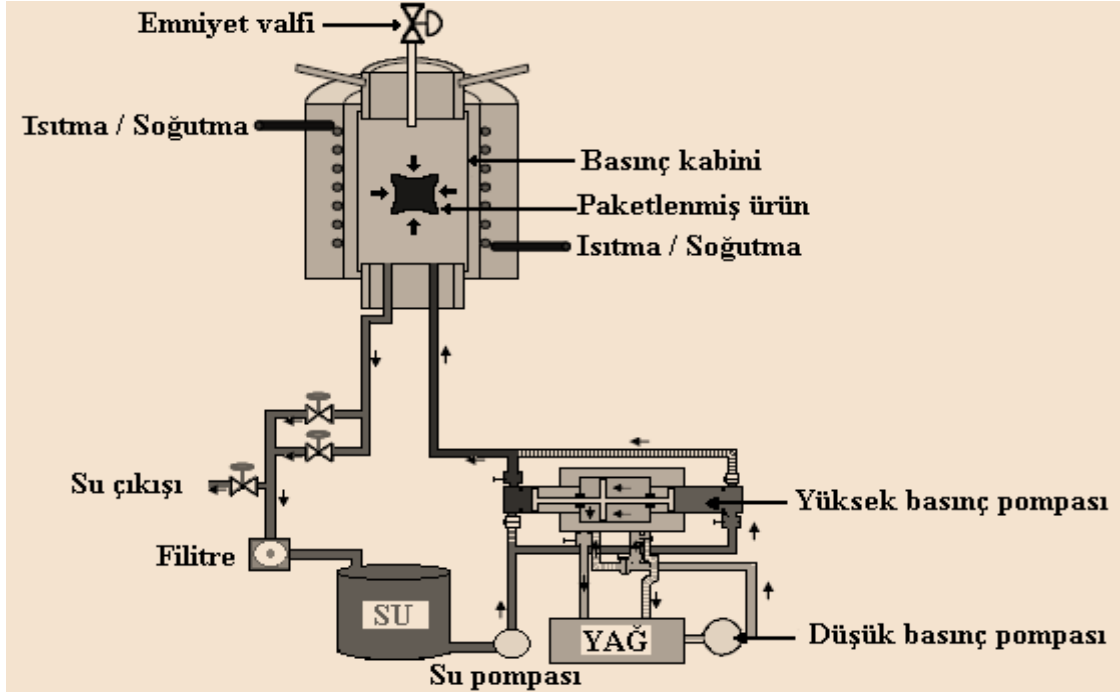 Emniyet valfi
Isıtma / Soğutma
Basınç kabini
Paketlenmiş ürün
Isıtma / Soğutma
Su çıkışı
Yüksek basınç pompası
Filitre
SU
YAĞ
Düşük basınç pompası
Su pompası